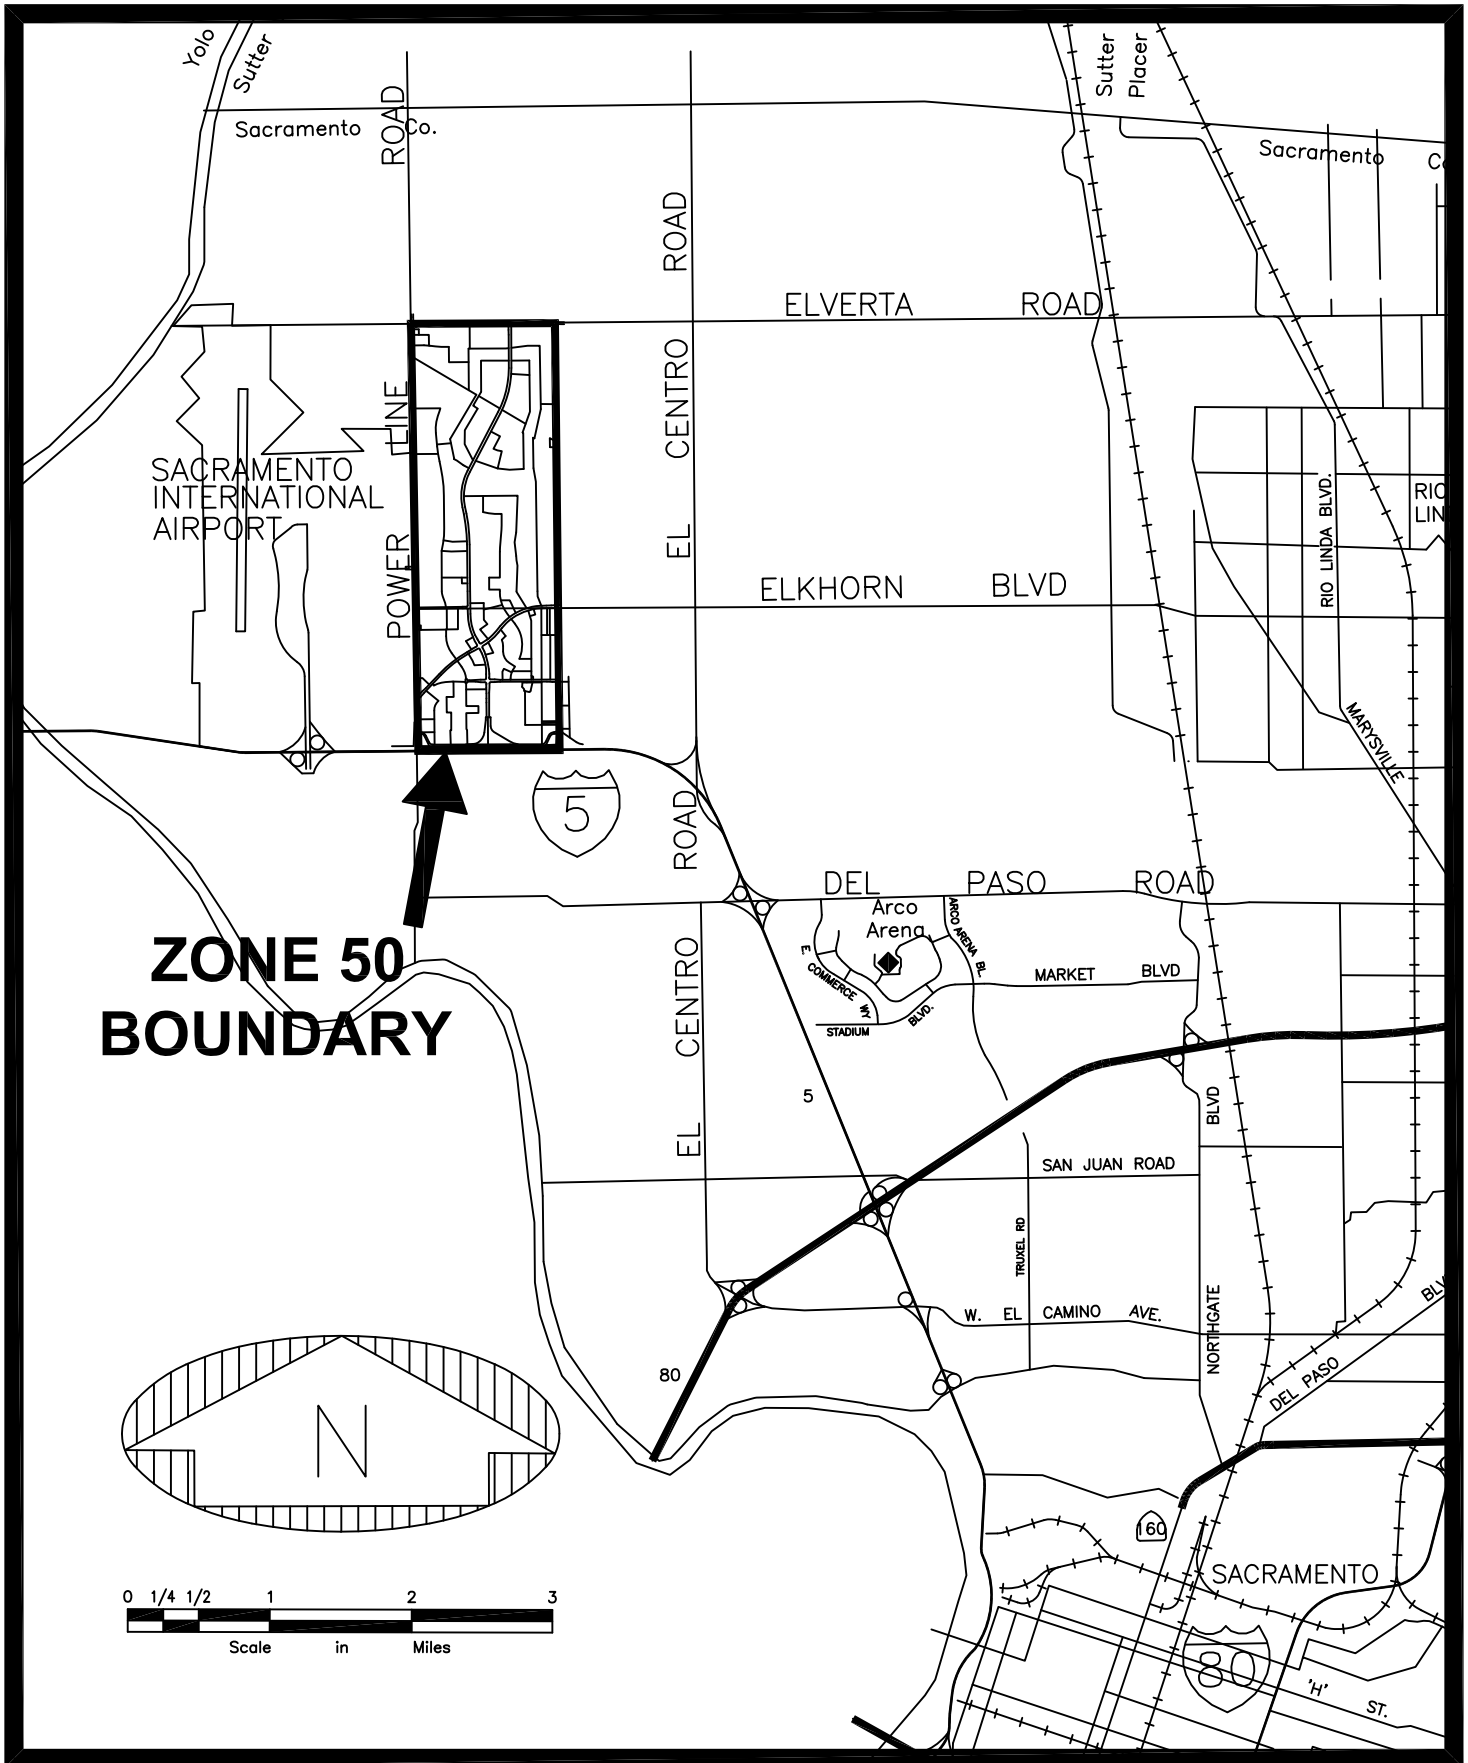 Yolo
Sutter
Sutter
Placer
Sacramento Co.
Sacramento
ROAD
ROAD
ELVERTA ROAD
LINE
CENTRO
SACRAMENTO
INTERNATIONAL
AIRPORT
POWER
EL
RIO LINDA BLVD.
RIO
LIN
ELKHORN BLVD
MARYSVILLE
5
ROAD
DEL PASO ROAD
Arco
Arena
ARCO ARENA BL.
E. COMMERCE WY
MARKET BLVD
STADIUM BLVD.
ZONE 50
BOUNDARY
CENTRO
EL
5
BLVD
SAN JUAN ROAD
TRUXEL RD
NORTHGATE
W. EL CAMINO AVE.
80
DEL PASO BLV
N
160
SACRAMENTO
80
'H' ST.
0 1/4 1/2 1 2 3
Scale in Miles